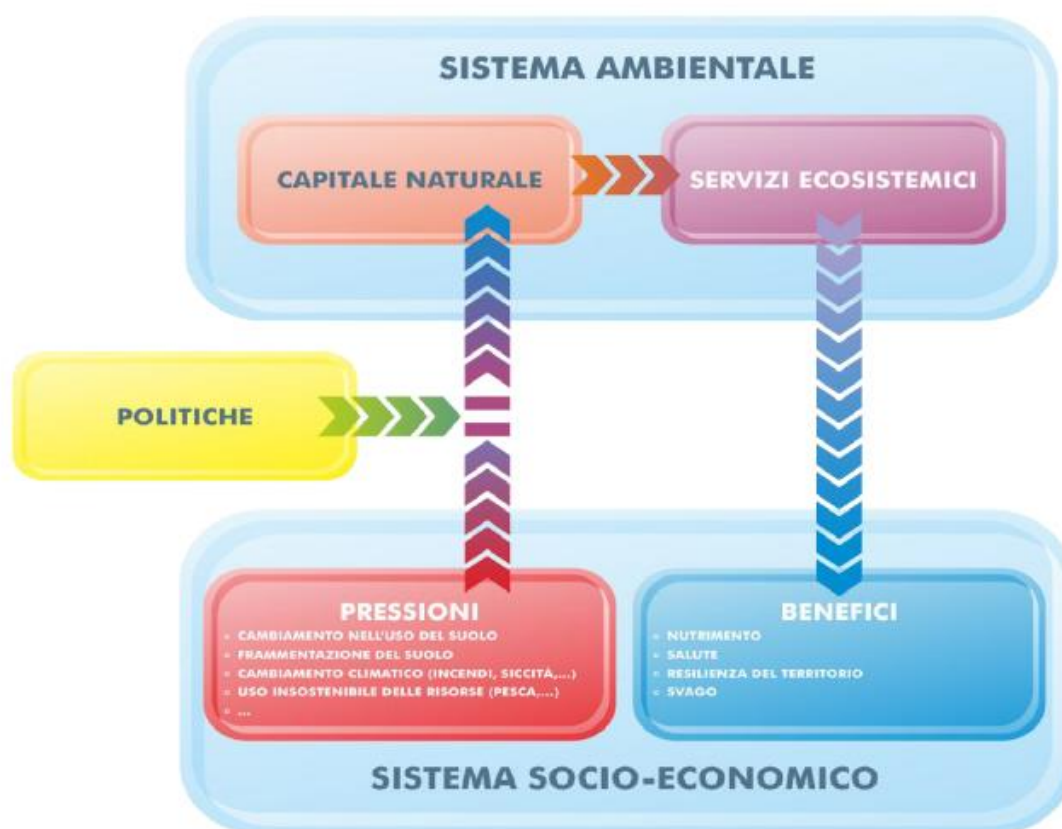 SISTEMA AMBIENTALE
CAPITALE NATURALE
SERVIZI ECOSISTEMICI
POLITICHE
PRESSIONI
CAMBIAMENTO NELL'USO DEL SUOLO
FRAMMENTAZIONE DEL SUOLO
CAMBIAMENTO CLIMATICO (INCENDI, SICCITÀ,...)
USO INSOSTENIBILE DELLE RISORSE (PESCA,...)
...
BENEFICI
NUTRIMENTO
SALUTE
RESILIENZA DEL TERRITORIO
SVAGO
SISTEMA SOCIO-ECONOMICO